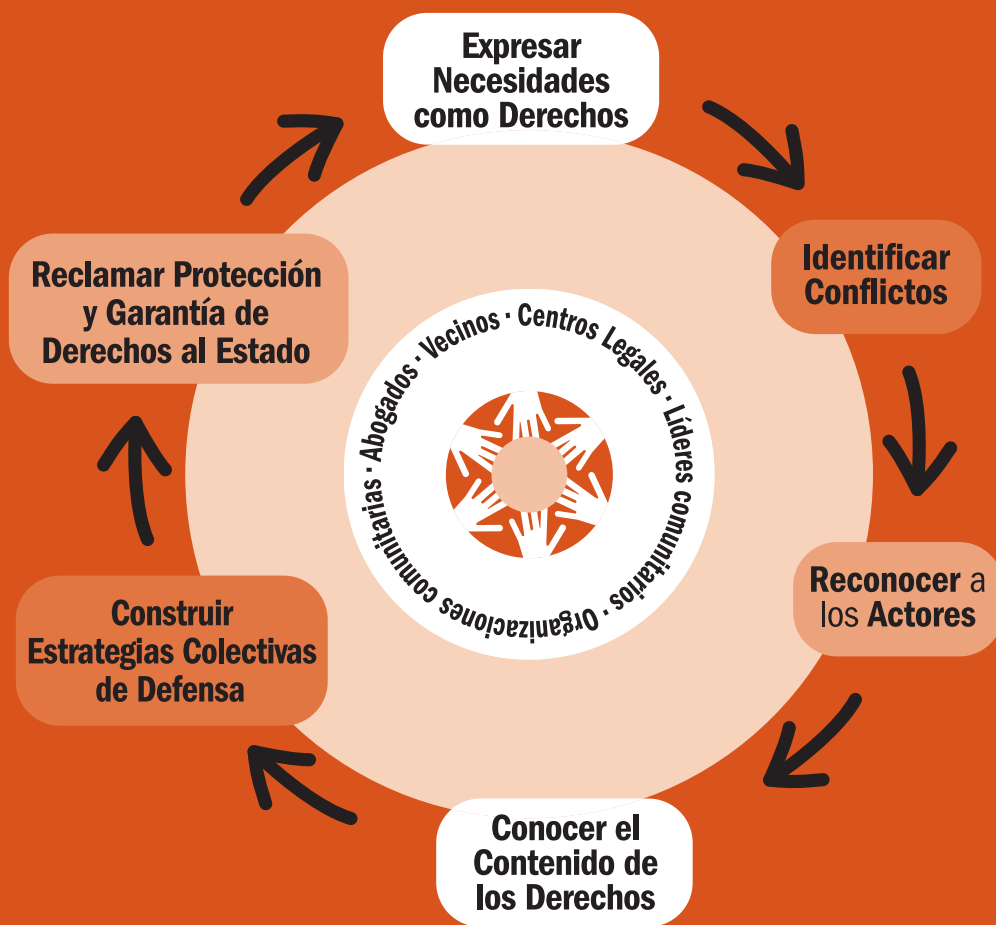 Expresar
Necesidades
como Derechos
Identificar
Conflictos
Reconocer a
los Actores
Conocer el
Contenido de
los Derechos
Construir
Estrategias Colectivas
de Defensa
Reclamar Protección
y Garantía de
Derechos al Estado
Centros Legales · Líderes comunitarios · Organizaciones comunitarias · Abogados · Vecinos ·